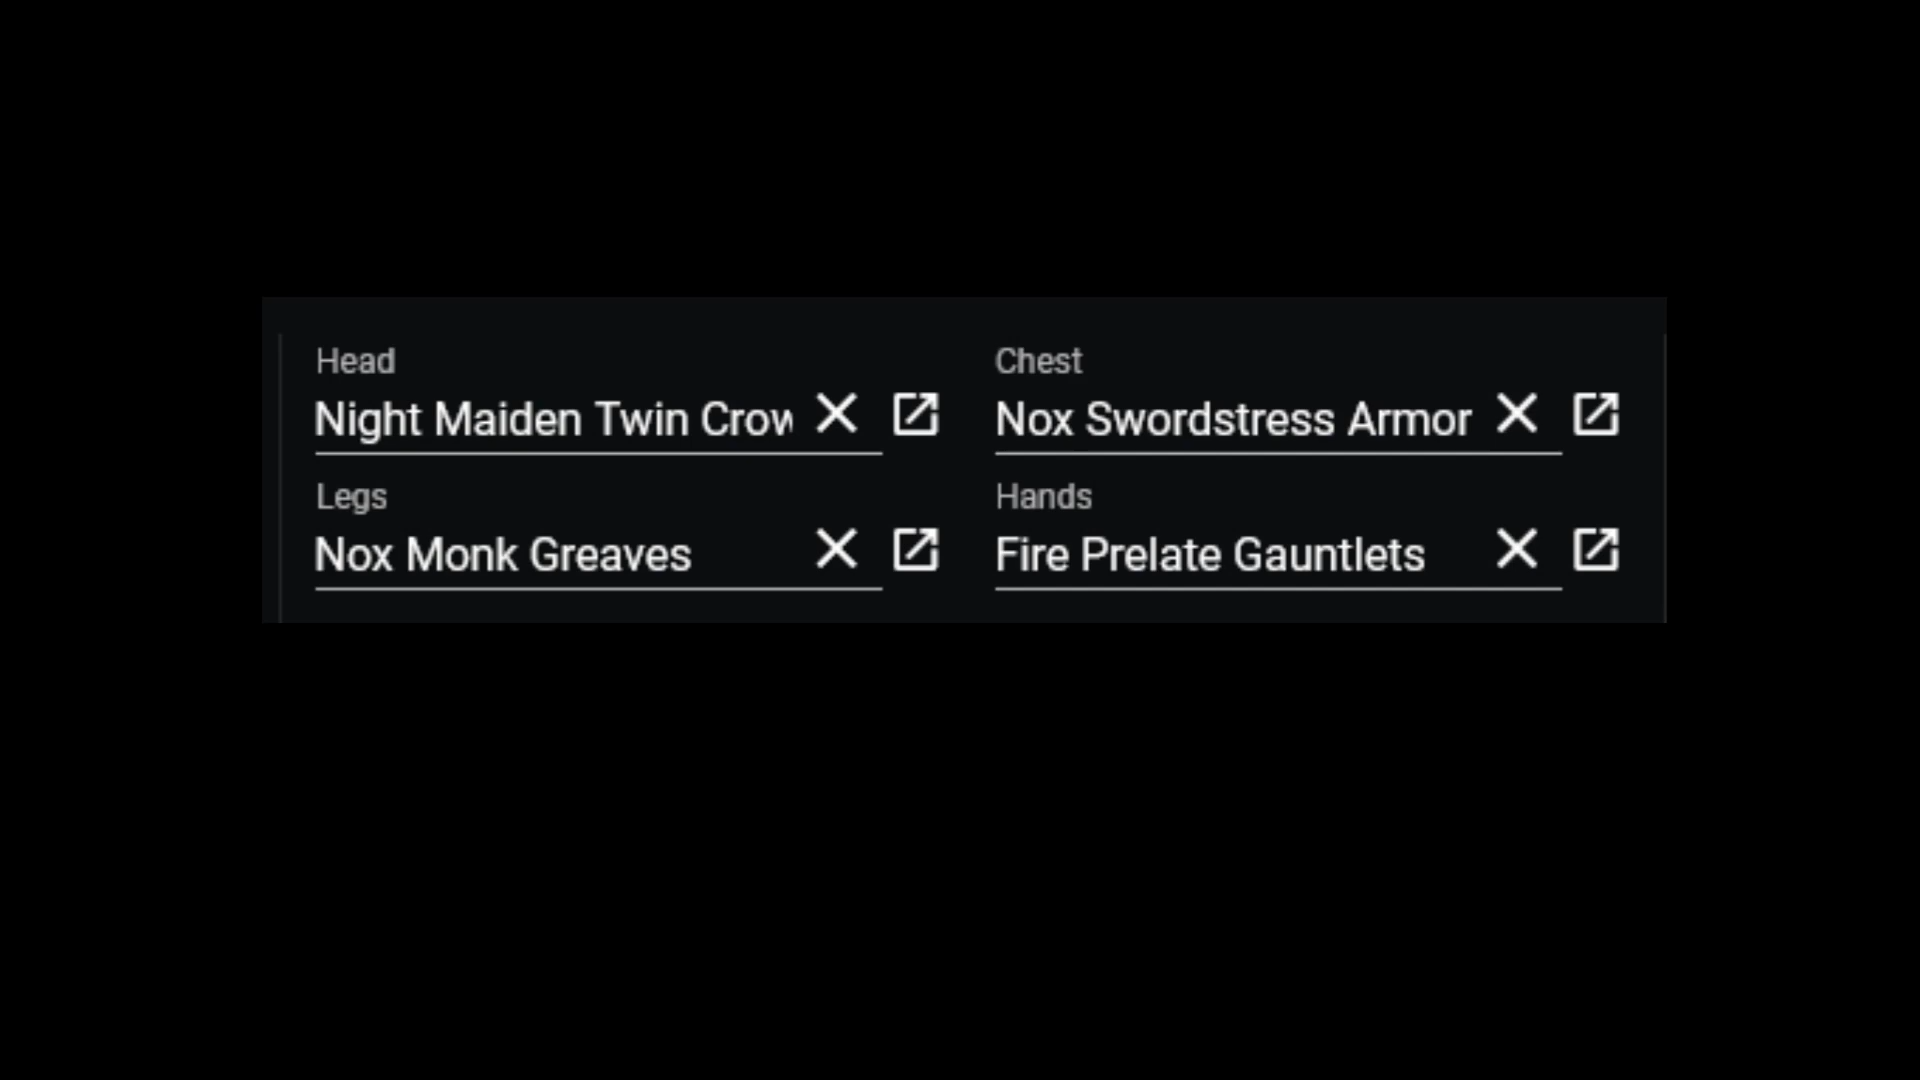 Head
Night Maiden Twin Crow
Chest
Nox Swordstress Armor
Legs
Nox Monk Greaves
Hands
Fire Prelate Gauntlets